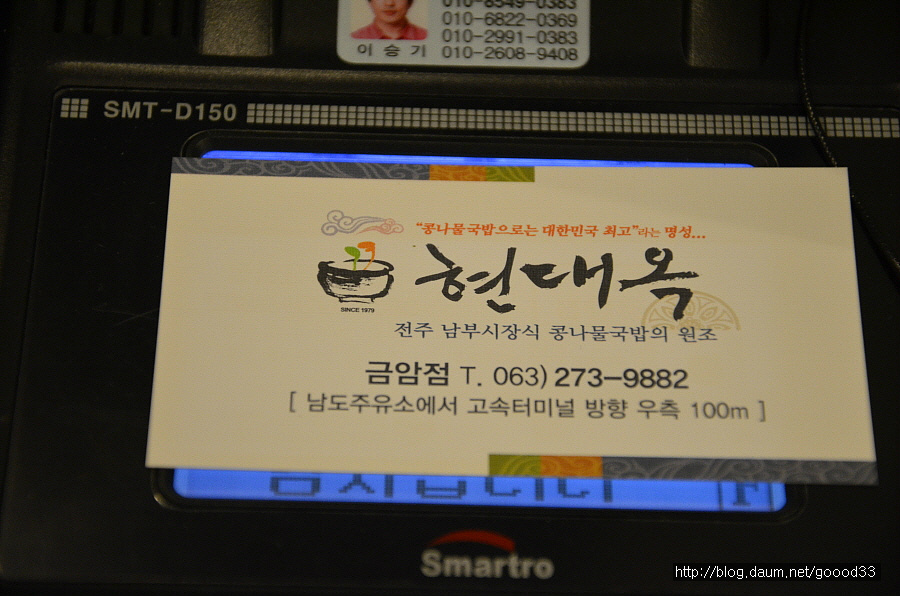 010-8549-0383
010-6822-0369
010-2991-0383
이 승 기 010-2608-9408
SMT-D150
"콩나물국밥으로는 대한민국 최고"라는 명성...
현대옥
SINCE 1979
전주 남부시장식 콩나물국밥의 원조
금암점 T. 063) 273-9882
[ 남도주유소에서 고속터미널 방향 우측 100m ]
F
Smartro
http://blog.daum.net/goood33